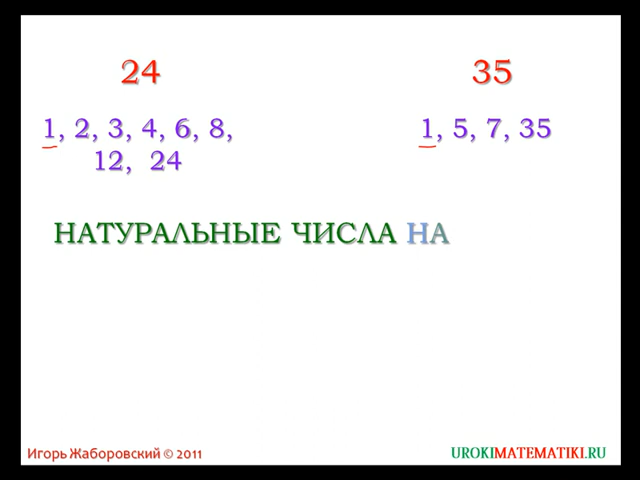 24
35
1, 2, 3, 4, 6, 8,
12, 24
1, 5, 7, 35
НАТУРАЛЬНЫЕ ЧИСЛА НА
Игорь Жаборовский © 2011
UROKIMATEMATIKI.RU